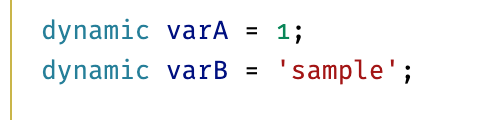 dynamic varA = 1;
dynamic varB = 'sample';